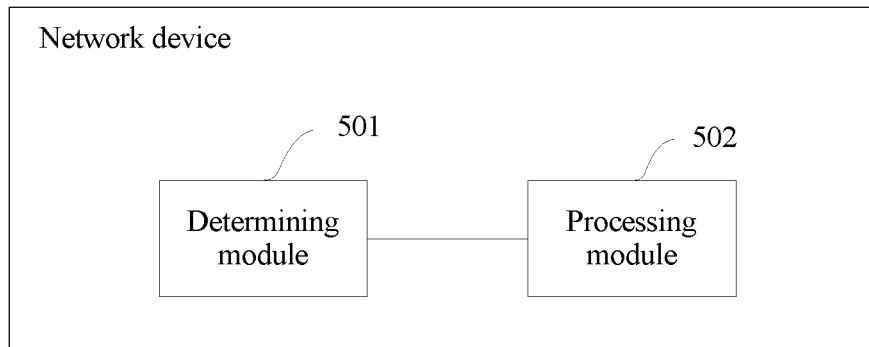 Network device
501
502
Determining
module
Processing
module